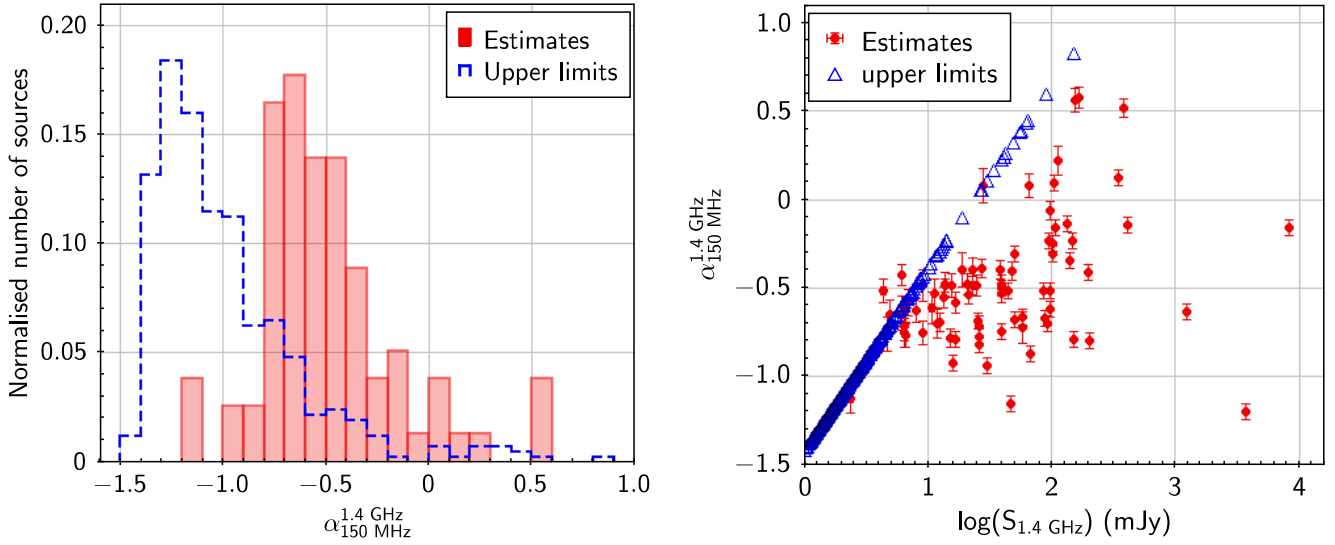 0.20
0.15
0.10
0.05
0
Normalised number of sources
Estimates
Upper limits
−1.5 −1.0 −0.5 0 0.5 1.0
α 1.4 GHz 150 MHz
1.0
0.5
0
−0.5
−1.0
−1.5
α 1.4 GHz 150 MHz
Estimates
upper limits
0 1 2 3 4
log(S1.4 GHz) (mJy)